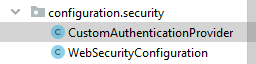 configuration.security
CustomAuthenticationProvider
WebSecurityConfiguration